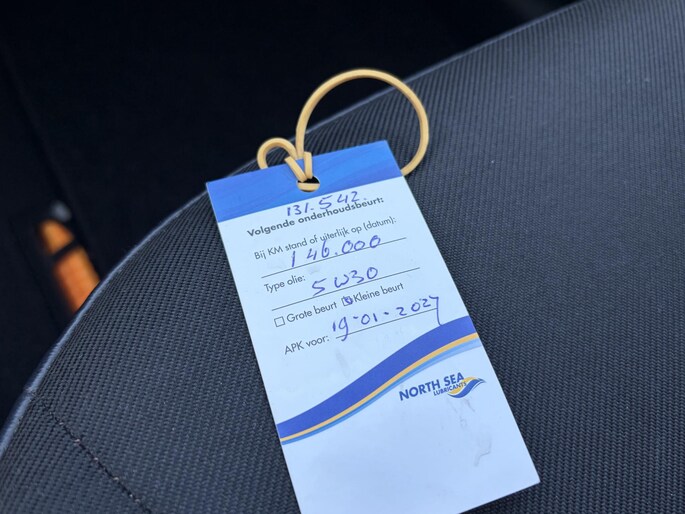 131.542
Volgende onderhoudsbeurt:
Bij KM stand of uiterlijk op (datum):
146.000
Type olie:
5W30
Grote beurt Kleine beurt
APK voor: 19-01-2027
NORTH SEA
LUBRICANTS